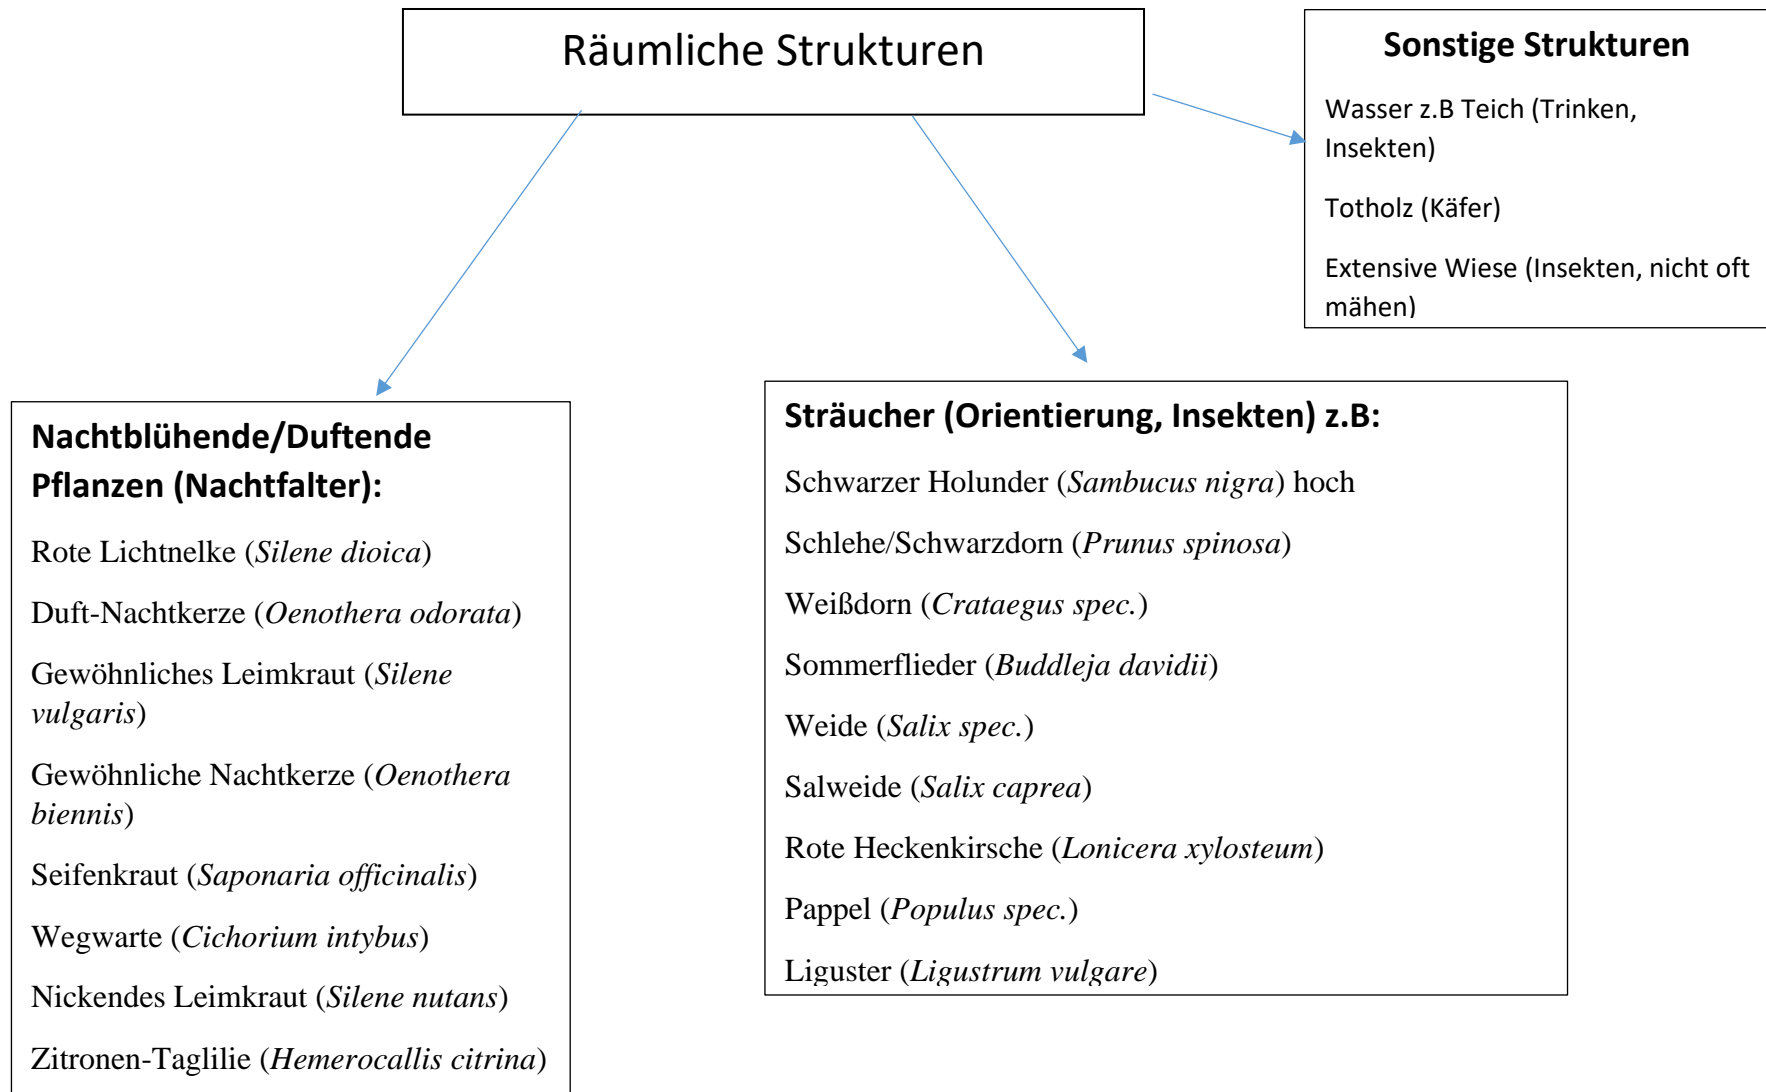 Räumliche Strukturen
Sonstige Strukturen
Wasser z.B Teich (Trinken,
Insekten)
Totholz (Käfer)
Extensive Wiese (Insekten, nicht oft
mähen)
Nachtblühende/Duftende
Pflanzen (Nachtfalter):
Rote Lichtnelke (Silene dioica)
Duft-Nachtkerze (Oenothera odorata)
Gewöhnliches Leimkraut (Silene
vulgaris)
Gewöhnliche Nachtkerze (Oenothera
biennis)
Seifenkraut (Saponaria officinalis)
Wegwarte (Cichorium intybus)
Nickendes Leimkraut (Silene nutans)
Zitronen-Taglilie (Hemerocallis citrina)
Sträucher (Orientierung, Insekten) z.B:
Schwarzer Holunder (Sambucus nigra) hoch
Schlehe/Schwarzdorn (Prunus spinosa)
Weißdorn (Crataegus spec.)
Sommerflieder (Buddleja davidii)
Weide (Salix spec.)
Salweide (Salix caprea)
Rote Heckenkirsche (Lonicera xylosteum)
Pappel (Populus spec.)
Liguster (Ligustrum vulgare)